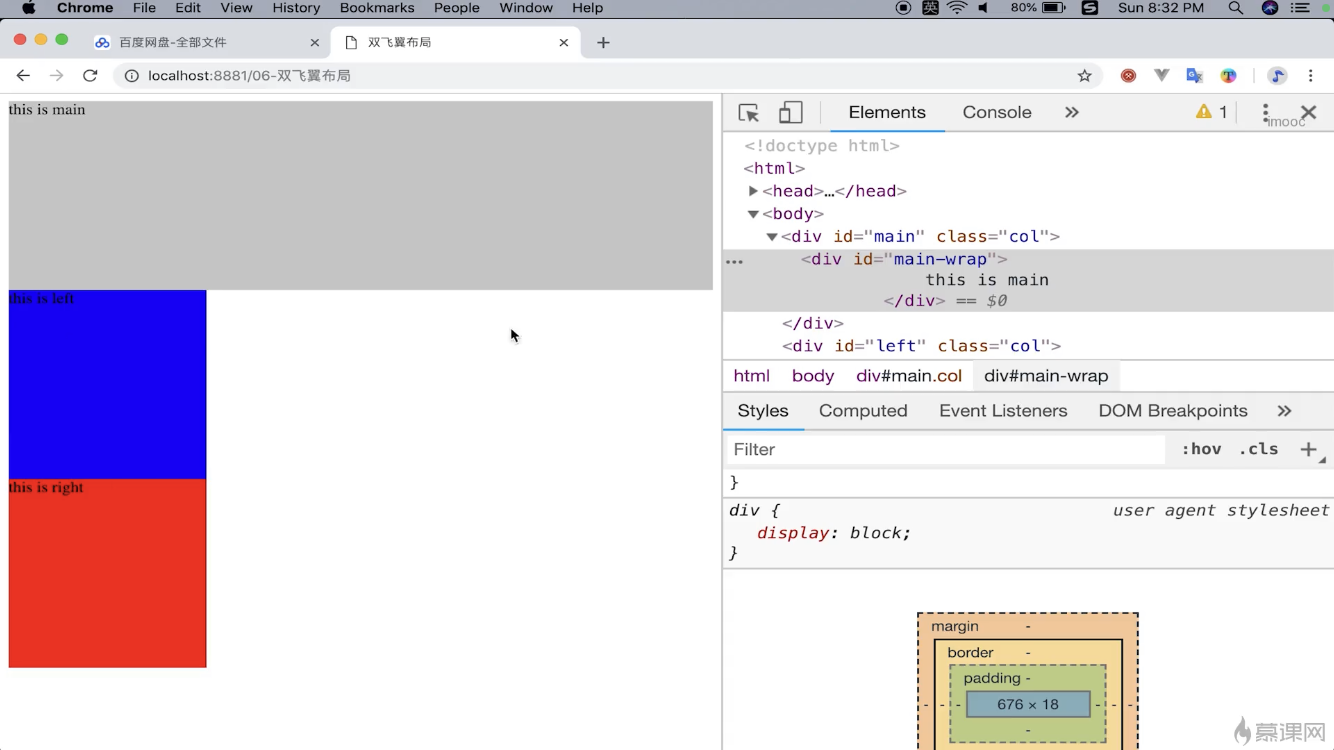 Chrome File Edit View History Bookmarks People Window Help 英 80% Sun 8:32 PM
百度网盘-全部文件 双飞翼布局
localhost:8881/06-双飞翼布局
this is main
this is left
this is right
Elements Console 1
imooc
<!doctype html>
<html>
<head>…</head>
<body>
<div id="main" class="col">
<div id="main-wrap">
this is main
</div> == $0
</div>
<div id="left" class="col">
html body div#main.col div#main-wrap
Styles Computed Event Listeners DOM Breakpoints
Filter :hov .cls
}
div { user agent stylesheet
display: block;
}
margin -
border -
padding -
- - - 676 × 18 - - -
-
慕课网